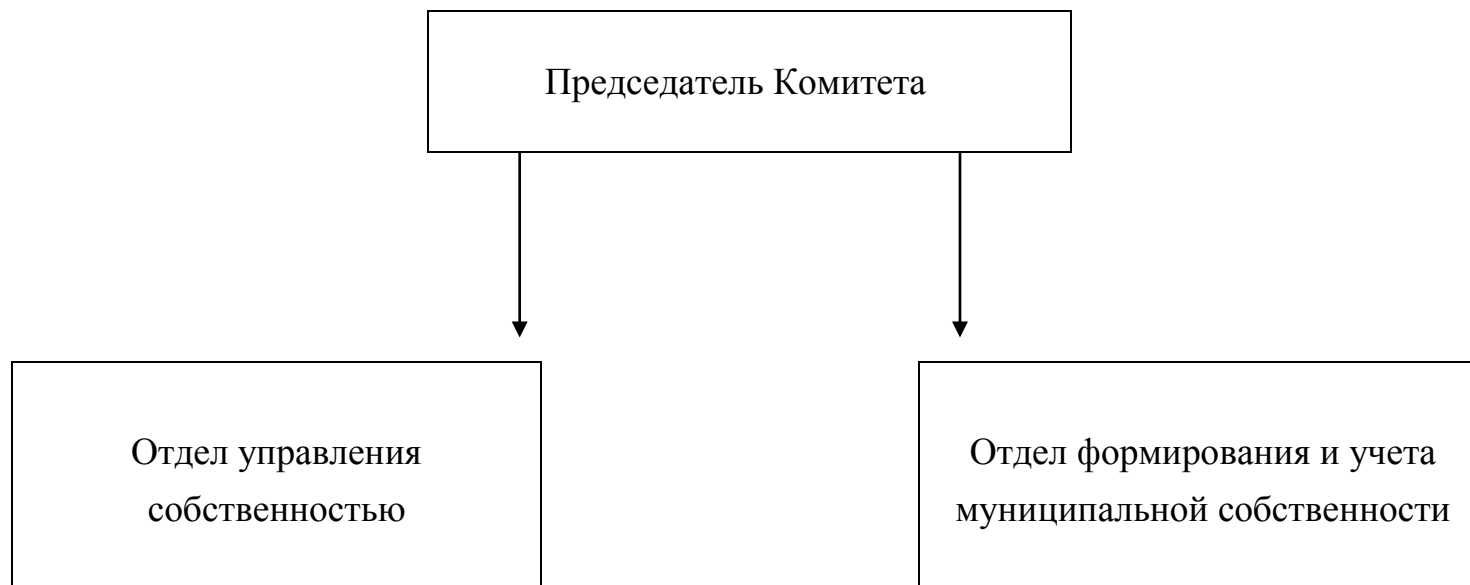 Председатель Комитета
Отдел управления
собственностью
Отдел формирования и учета
муниципальной собственности